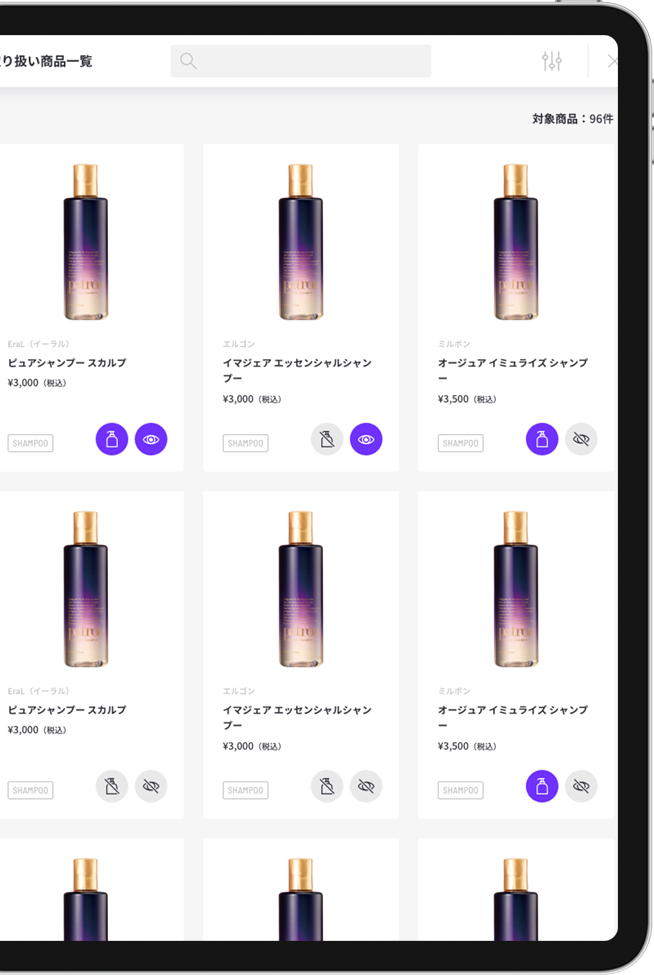 り扱い商品一覧
対象商品：96件
EraL（イーラル）
ピュアシャンプー スカルプ
¥3,000（税込）
SHAMPOO
エルゴン
イマジェア エッセンシャルシャン
プー
¥3,000（税込）
SHAMPOO
ミルボン
オージュア イミュライズ シャンプ
ー
¥3,500（税込）
SHAMPOO
EraL（イーラル）
ピュアシャンプー スカルプ
¥3,000（税込）
SHAMPOO
エルゴン
イマジェア エッセンシャルシャン
プー
¥3,000（税込）
SHAMPOO
ミルボン
オージュア イミュライズ シャンプ
ー
¥3,500（税込）
SHAMPOO